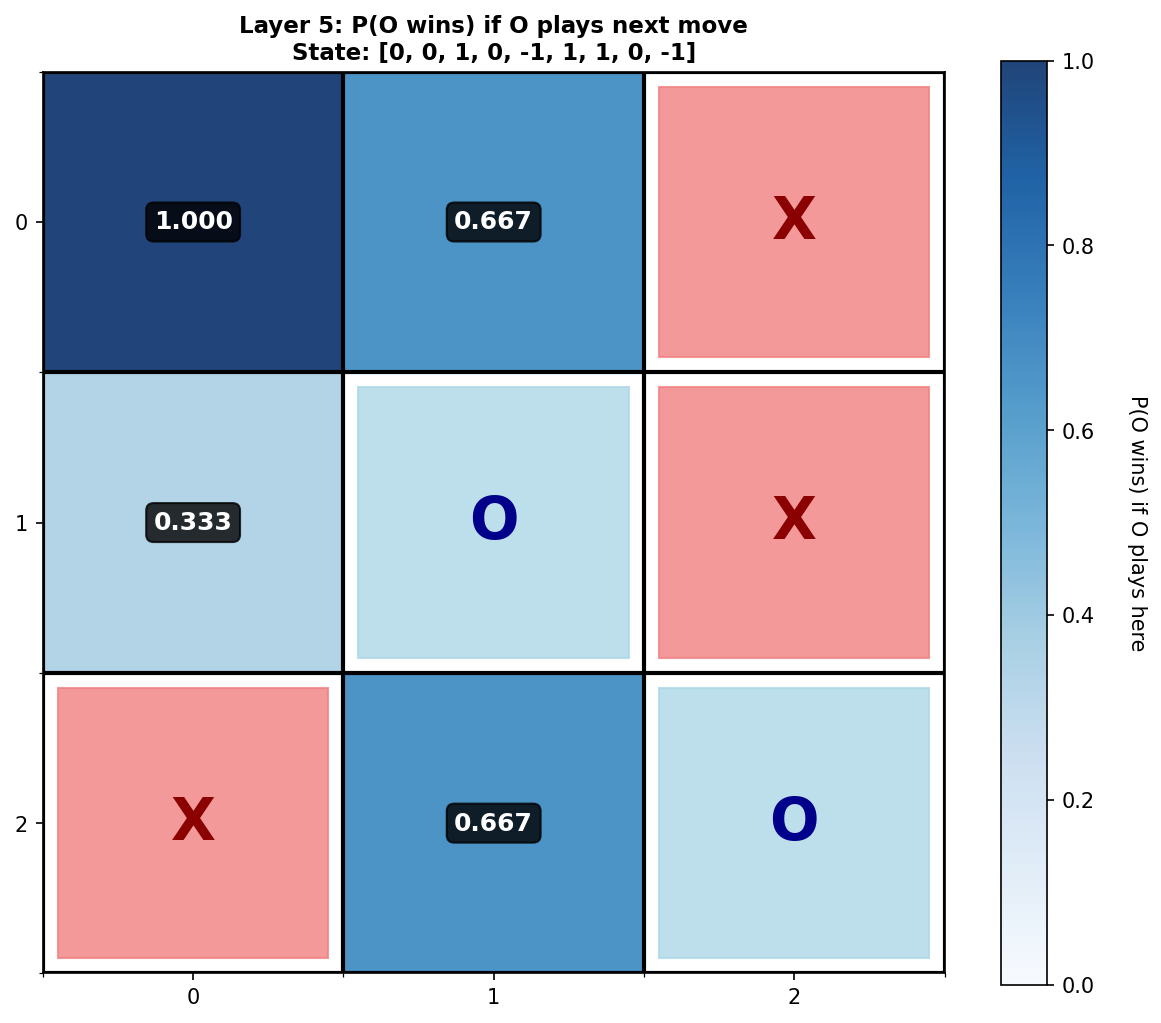 Layer 5: P(O wins) if O plays next move
State: [0, 0, 1, 0, -1, 1, 1, 0, -1]
0
1.000
0.667
X
1
0.333
O
X
2
X
0.667
O
0
1
2
1.0
0.8
0.6
0.4
0.2
0.0
P(O wins) if O plays here